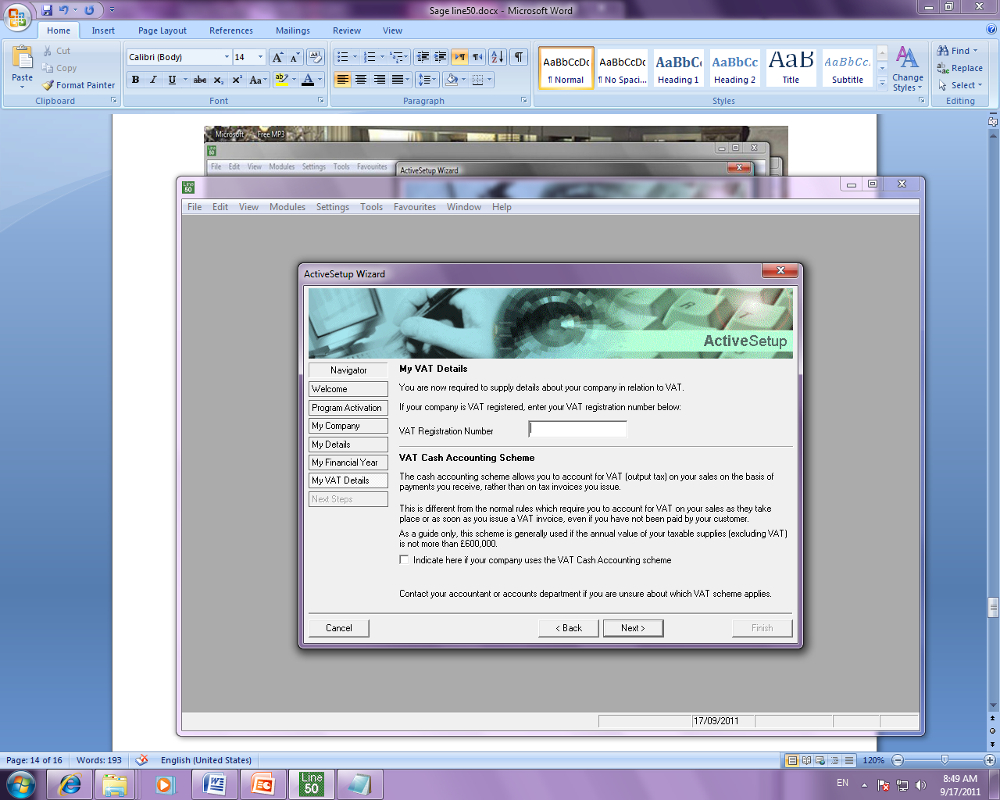 Sage line50.docx - Microsoft Word
Home Insert Page Layout References Mailings Review View
Paste
Cut
Copy
Format Painter
Clipboard
Calibri (Body) 14
Font
Paragraph
AaBbCcDc AaBbCcDc AaBbC AaBbCc AaB AaBbCc.
¶ Normal ¶ No Spaci... Heading 1 Heading 2 Title Subtitle
Change Styles
Styles
Find
Replace
Select
Editing
Microsoft Free MP3
Line 50
File Edit View Modules Settings Tools Favourites
ActiveSetup Wizard
Line 50
File Edit View Modules Settings Tools Favourites Window Help
ActiveSetup Wizard
ActiveSetup
Navigator
Welcome
Program Activation
My Company
My Details
My Financial Year
My VAT Details
Next Steps
My VAT Details
You are now required to supply details about your company in relation to VAT.
If your company is VAT registered, enter your VAT registration number below:
VAT Registration Number
VAT Cash Accounting Scheme
The cash accounting scheme allows you to account for VAT (output tax) on your sales on the basis of
payments you receive, rather than on tax invoices you issue.
This is different from the normal rules which require you to account for VAT on your sales as they take
place or as soon as you issue a VAT invoice, even if you have not been paid by your customer.
As a guide only, this scheme is generally used if the annual value of your taxable supplies (excluding VAT)
is not more than £600,000.
Indicate here if your company uses the VAT Cash Accounting scheme
Contact your accountant or accounts department if you are unsure about which VAT scheme applies.
Cancel < Back Next > Finish
17/09/2011
Page: 14 of 16 Words: 193 English (United States) 120%
Line 50
EN
8:49 AM
9/17/2011